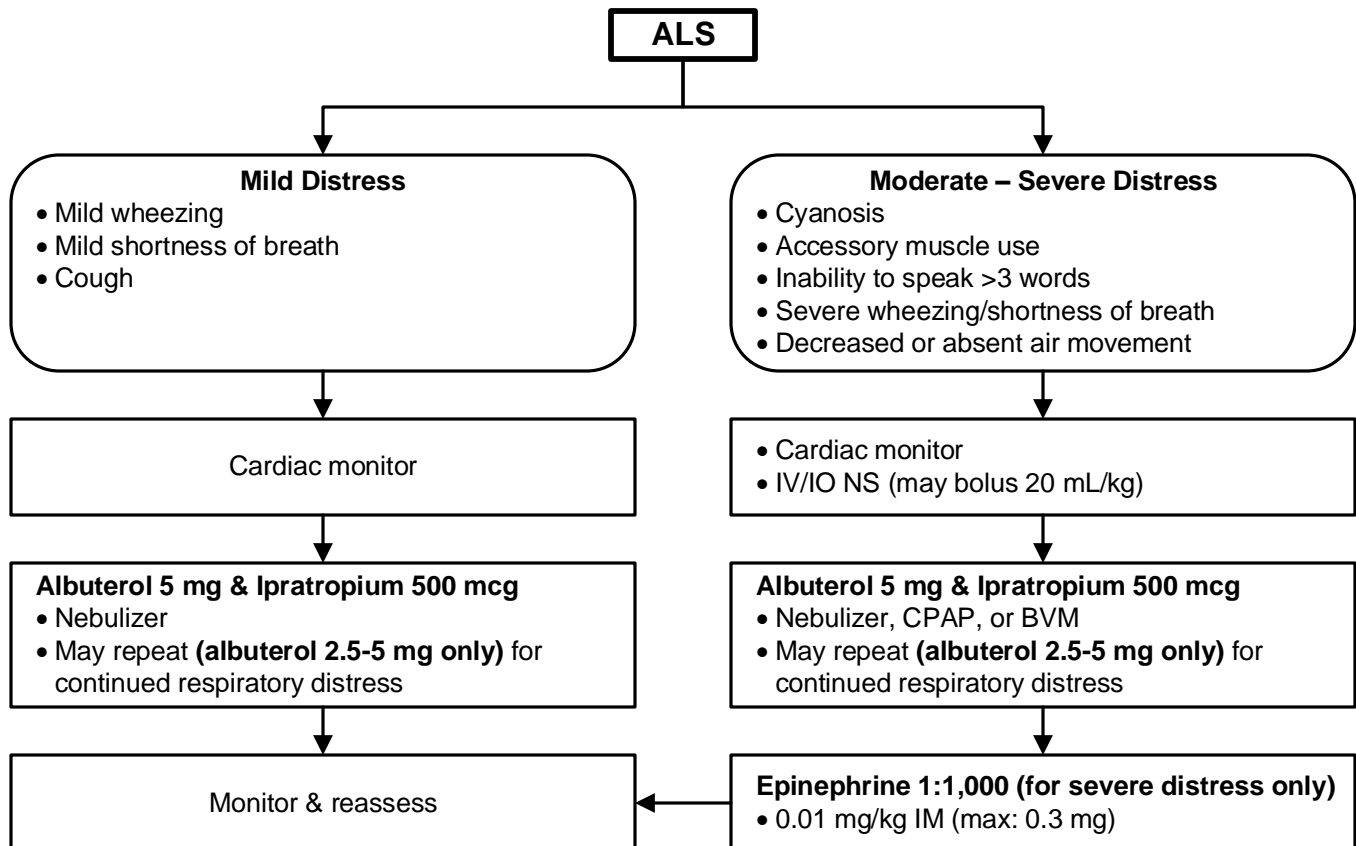 ALS
Mild Distress
• Mild wheezing
• Mild shortness of breath
• Cough
Moderate – Severe Distress
• Cyanosis
• Accessory muscle use
• Inability to speak >3 words
• Severe wheezing/shortness of breath
• Decreased or absent air movement
Cardiac monitor
• Cardiac monitor
• IV/IO NS (may bolus 20 mL/kg)
Albuterol 5 mg & Ipratropium 500 mcg
• Nebulizer
• May repeat (albuterol 2.5-5 mg only) for
continued respiratory distress
Albuterol 5 mg & Ipratropium 500 mcg
• Nebulizer, CPAP, or BVM
• May repeat (albuterol 2.5-5 mg only) for
continued respiratory distress
Monitor & reassess
Epinephrine 1:1,000 (for severe distress only)
• 0.01 mg/kg IM (max: 0.3 mg)